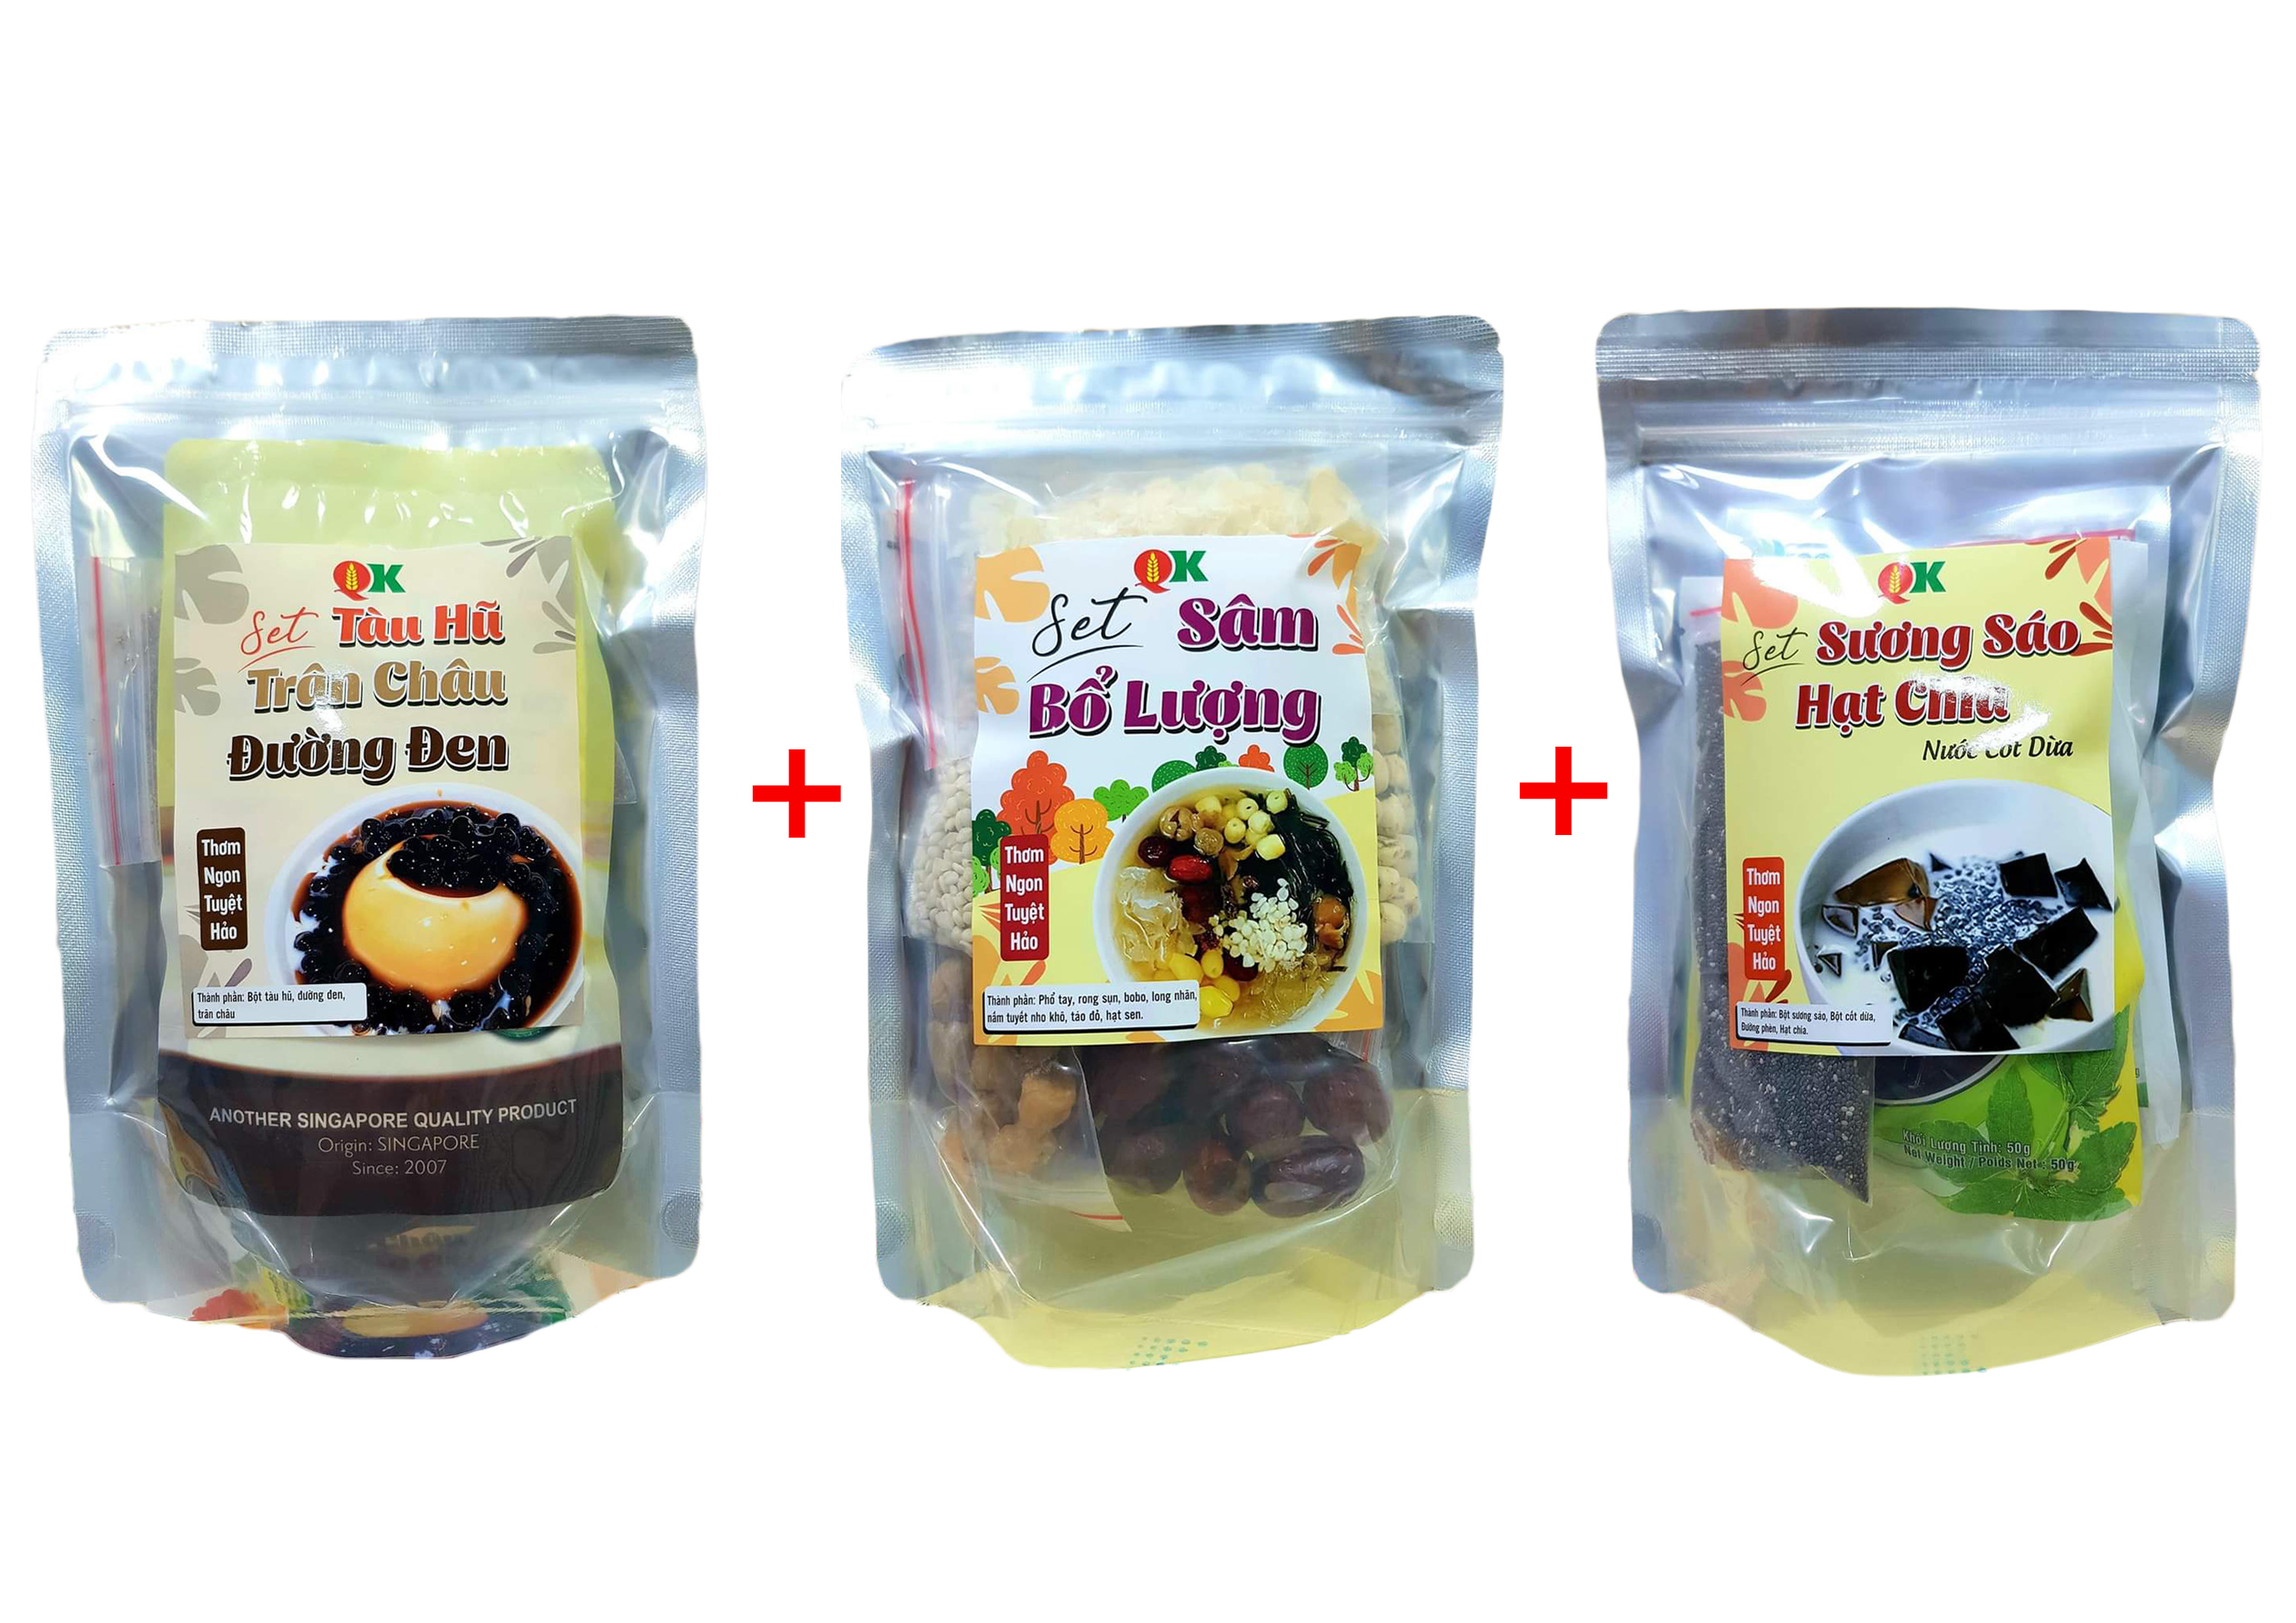 QK
Set Tàu Hũ
Trân Châu
Đường Đen
Thơm
Ngon
Tuyệt
Hảo
Thành phần: Bột tàu hũ, đường đen,
trân châu
ANOTHER SINGAPORE QUALITY PRODUCT
Origin: SINGAPORE
Since: 2007
+
QK
Set Sâm
Bổ Lượng
Thơm
Ngon
Tuyệt
Hảo
Thành phần: Phổ tay, rong sụn, bobo, long nhãn,
nấm tuyết nho khô, táo đỏ, hạt sen.
+
QK
Set Sương Sáo
Hạt Chia
Nước Cốt Dừa
Thơm
Ngon
Tuyệt
Hảo
Thành phần: Bột sương sáo, Bột cốt dừa,
Đường phèn, Hạt chia.
Khối Lượng Tịnh: 50g
Net Weight / Poids Net: 50g